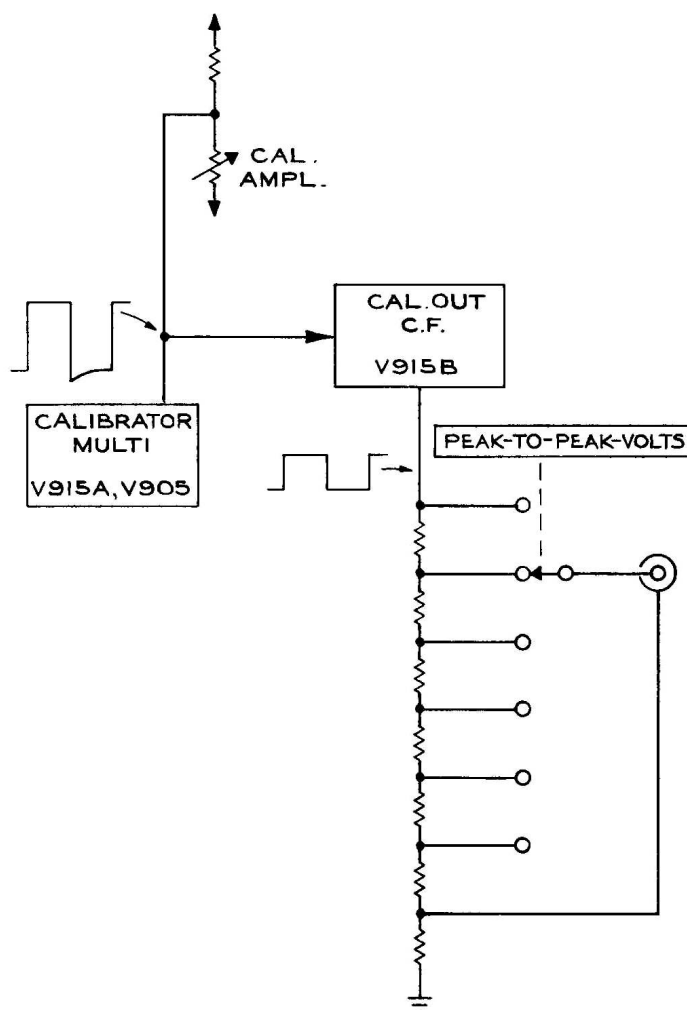 CAL.
AMPL.
CAL. OUT
C.F.
V915B
CALIBRATOR
MULTI
V915A, V905
PEAK-TO-PEAK-VOLTS